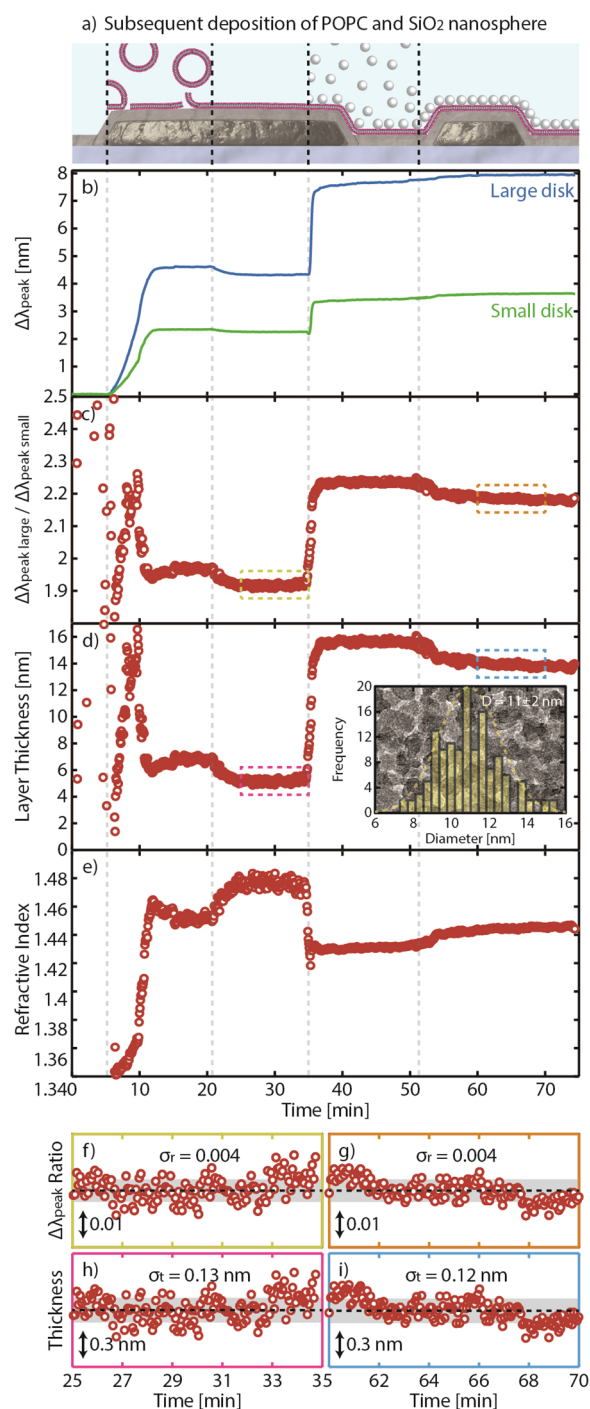 a) Subsequent deposition of POPC and SiO2 nanosphere
b)
Large disk
Small disk
Δλpeak [nm]
8
7
6
5
4
3
2
1
c)
Δλpeak large / Δλpeak small
2.5
2.4
2.3
2.2
2.1
2
1.9
d)
Layer Thickness [nm]
16
14
12
10
8
6
4
2
0
D = 11±2 nm
Frequency
20
16
12
8
4
0
6 8 10 12 14 16
Diameter [nm]
e)
Refractive Index
1.48
1.46
1.44
1.42
1.4
1.38
1.36
1.34
0 10 20 30 40 50 60 70
Time [min]
f) σr = 0.004
g) σr = 0.004
Δλpeak Ratio
0.01
0.01
h) σt = 0.13 nm
i) σt = 0.12 nm
Thickness
0.3 nm
0.3 nm
25 27 29 31 33 35 60 62 64 66 68 70
Time [min] Time [min]